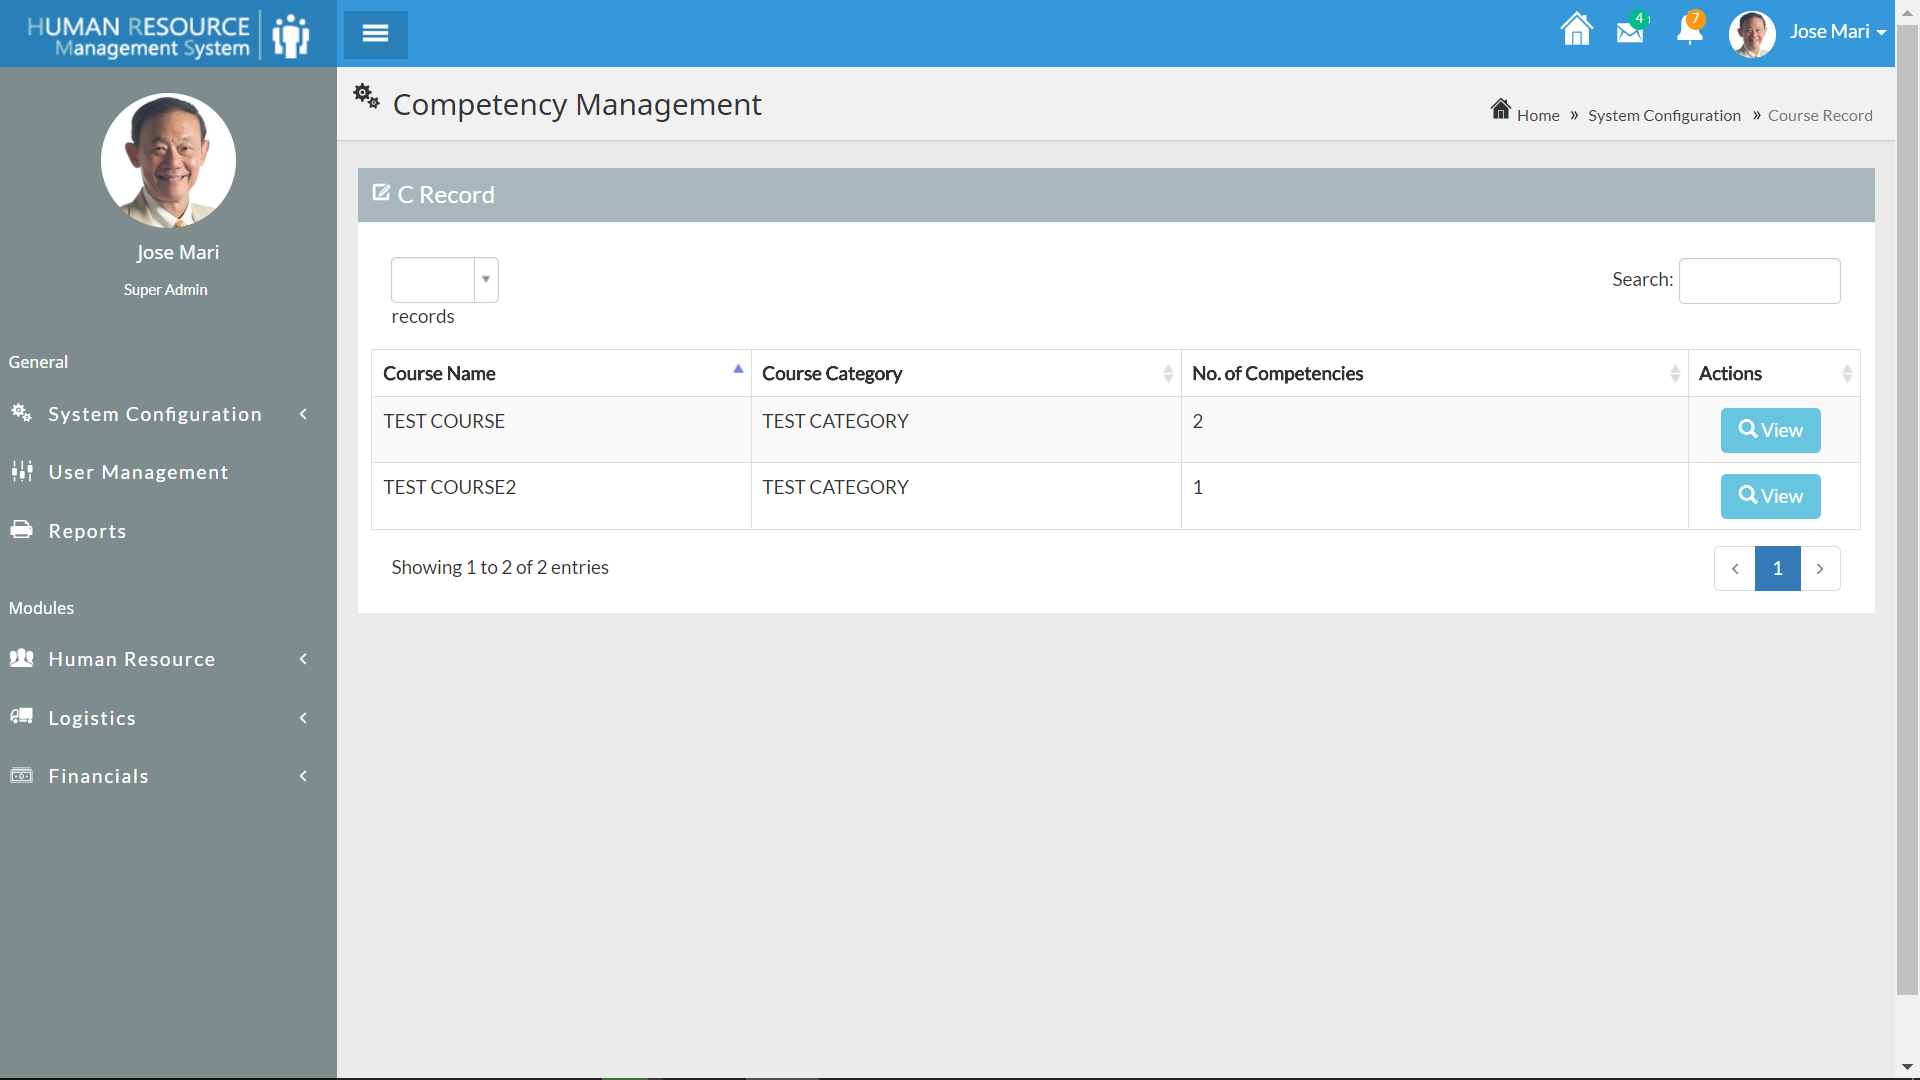 HUMAN RESOURCE
Management System
4
7
Jose Mari
Jose Mari
Super Admin
General
System Configuration
User Management
Reports
Modules
Human Resource
Logistics
Financials
Competency Management
Home » System Configuration » Course Record
C Record
records
Search:
Course Name Course Category No. of Competencies Actions
TEST COURSE TEST CATEGORY 2 View
TEST COURSE2 TEST CATEGORY 1 View
Showing 1 to 2 of 2 entries
‹ 1 ›